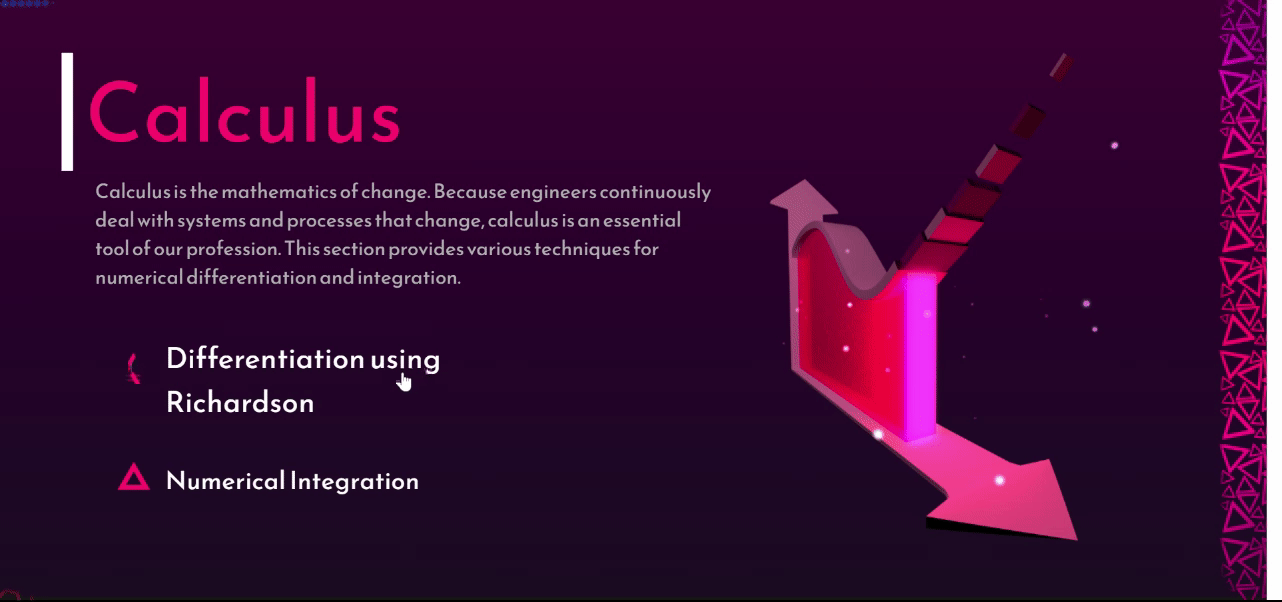 Calculus
Calculus is the mathematics of change. Because engineers continuously
deal with systems and processes that change, calculus is an essential
tool of our profession. This section provides various techniques for
numerical differentiation and integration.
Differentiation using
Richardson
Numerical Integration